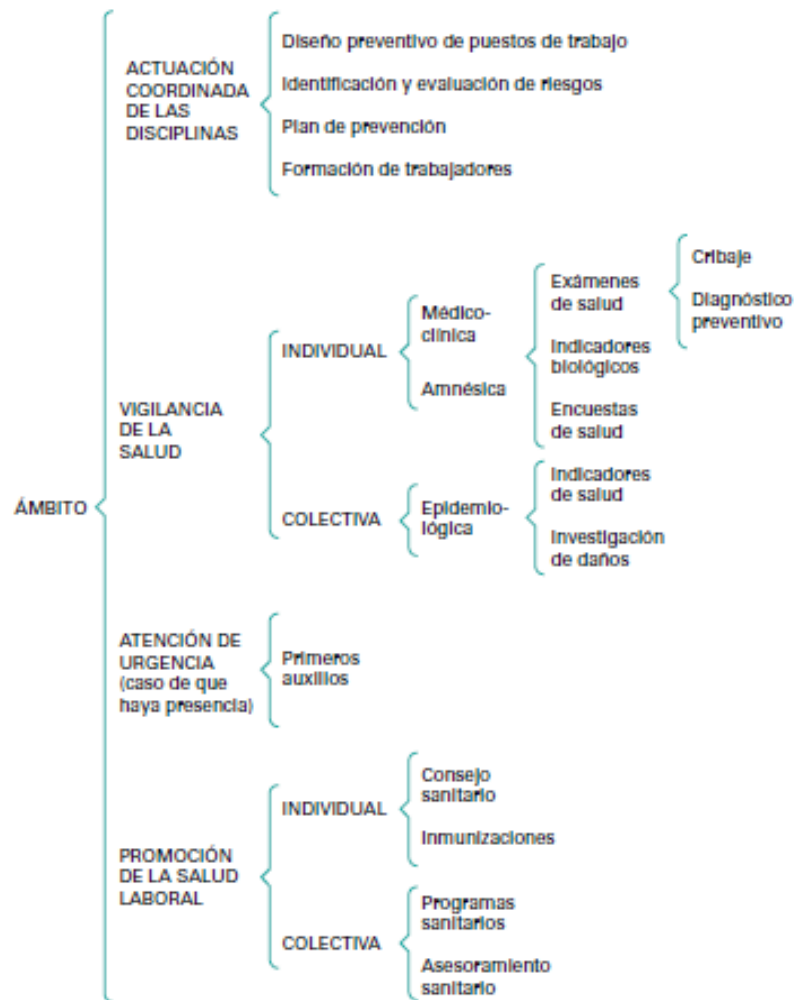 ÁMBITO
ACTUACIÓN
COORDINADA
DE LAS
DISCIPLINAS
Diseño preventivo de puestos de trabajo
Identificación y evaluación de riesgos
Plan de prevención
Formación de trabajadores
VIGILANCIA
DE LA
SALUD
INDIVIDUAL
Médico-
clínica
Amnésica
Exámenes
de salud
Cribaje
Diagnóstico
preventivo
Indicadores
biológicos
Encuestas
de salud
COLECTIVA
Epidemio-
lógica
Indicadores
de salud
Investigación
de daños
ATENCIÓN DE
URGENCIA
(caso de que
haya presencia)
Primeros
auxilios
PROMOCIÓN
DE LA SALUD
LABORAL
INDIVIDUAL
Consejo
sanitario
Inmunizaciones
COLECTIVA
Programas
sanitarios
Asesoramiento
sanitario